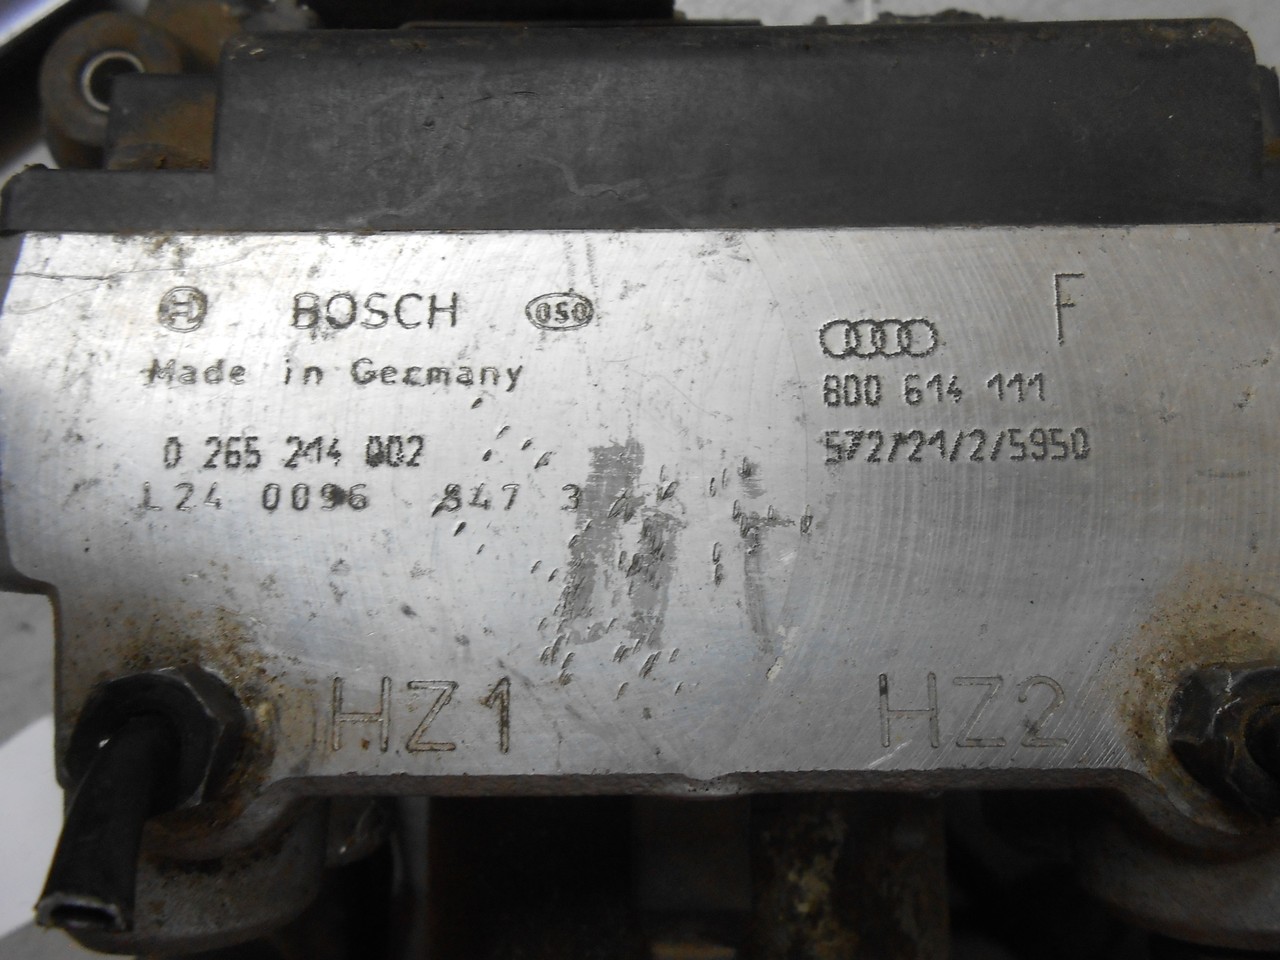 H BOSCH 050
Made in Germany
0 265 214 002
L24 0096 847 3
F
8D0 614 111
572/21/2/5950
HZ1
HZ2